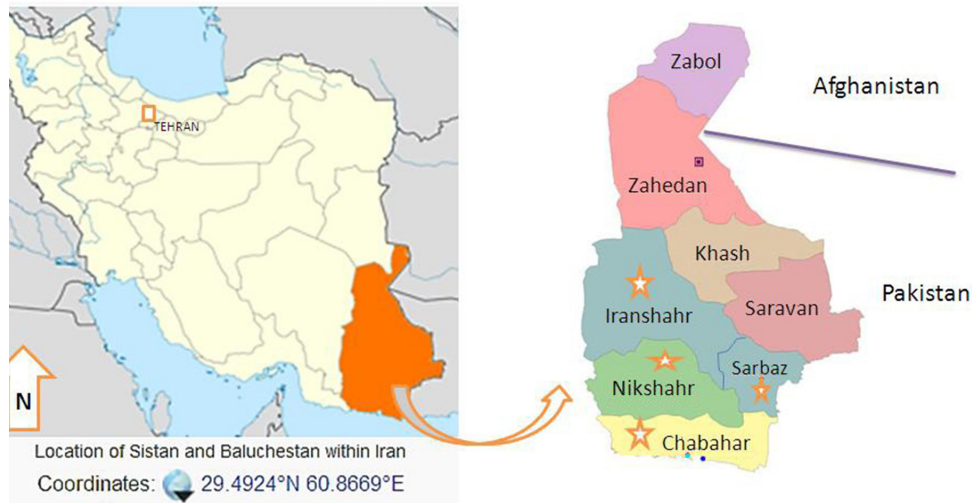 TEHRAN
N
Location of Sistan and Baluchestan within Iran
Coordinates: 29.4924°N 60.8669°E
Zabol
Afghanistan
Zahedan
Khash
Pakistan
Iranshahr
Saravan
Sarbaz
Nikshahr
Chabahar